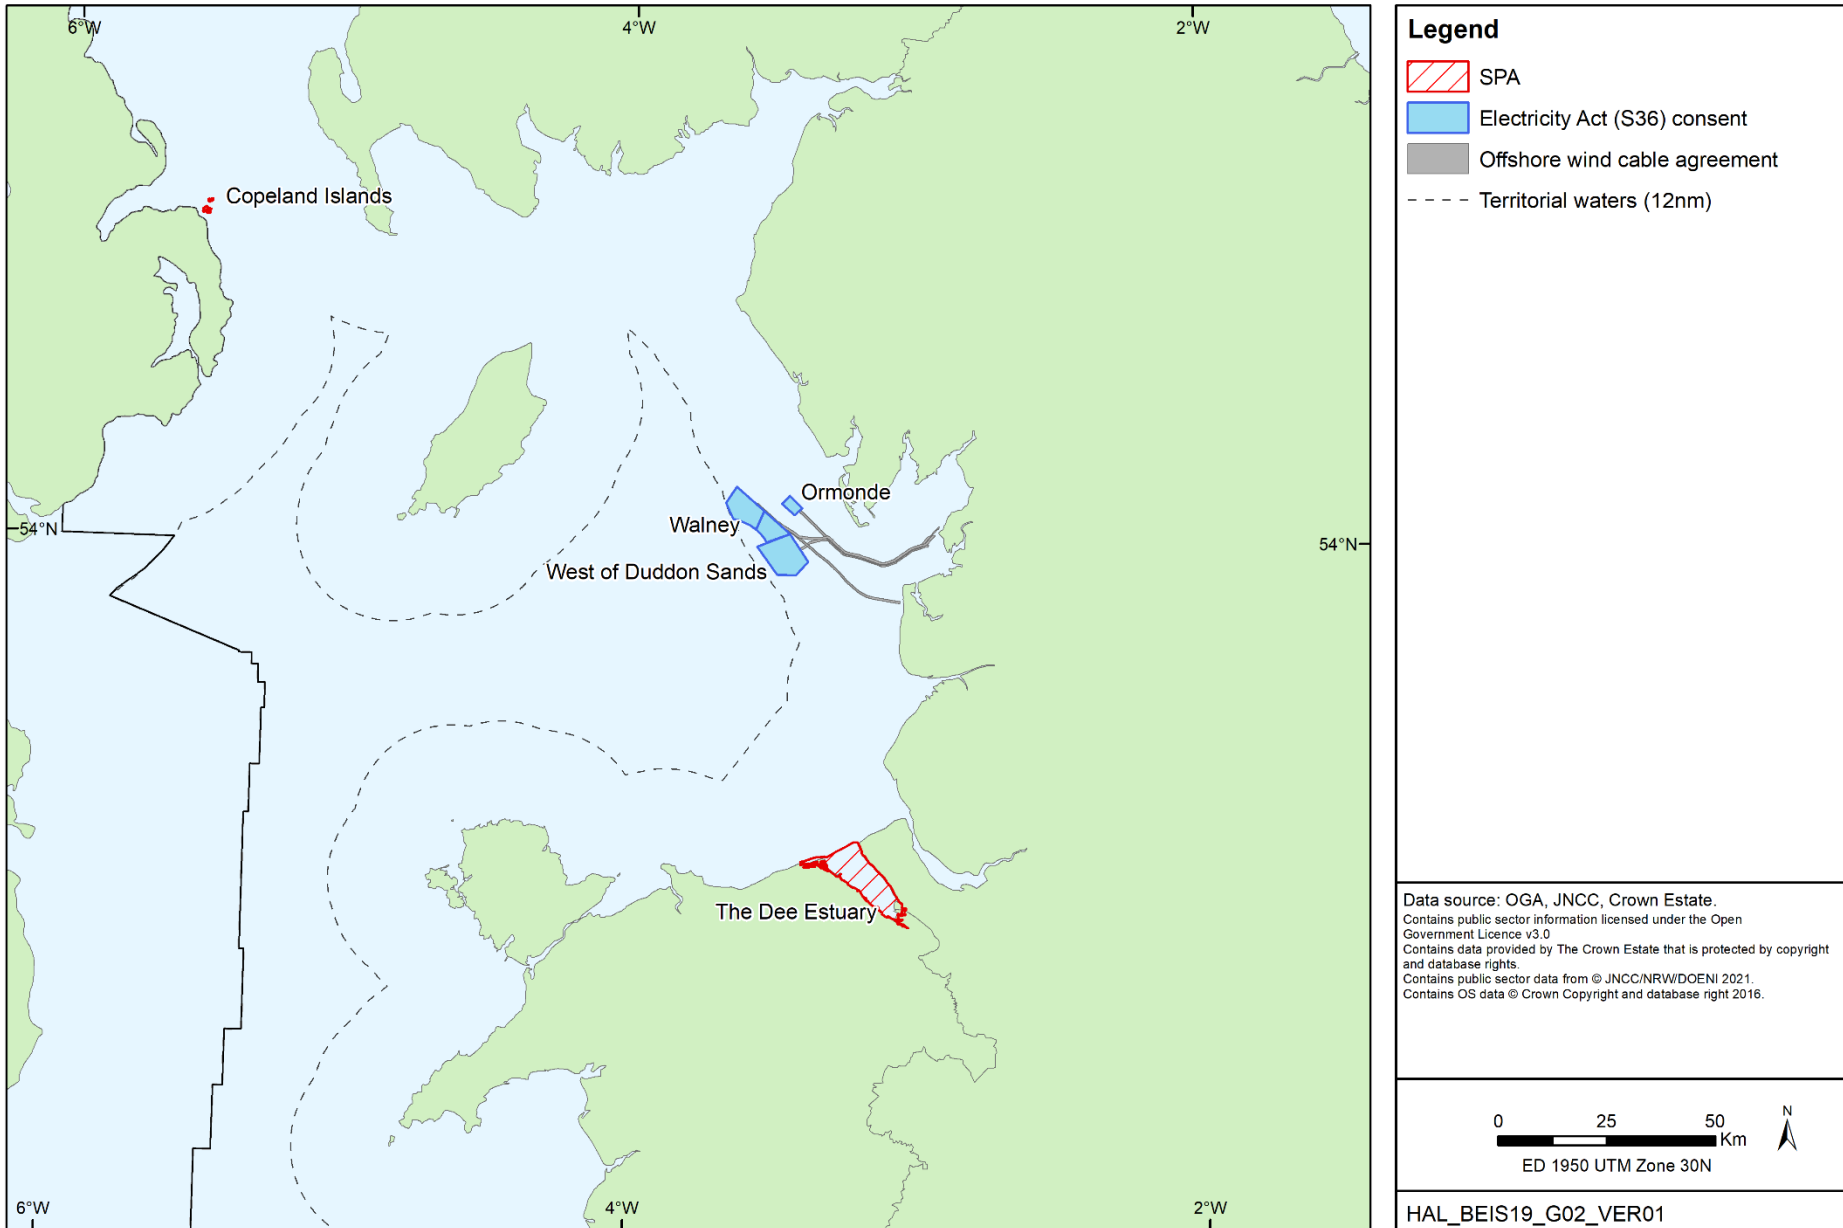 6°W
4°W
2°W
Copeland Islands
Ormonde
Walney
54°N
54°N
West of Duddon Sands
The Dee Estuary
6°W
4°W
2°W
Legend
SPA
Electricity Act (S36) consent
Offshore wind cable agreement
Territorial waters (12nm)
Data source: OGA, JNCC, Crown Estate.
Contains public sector information licensed under the Open
Government Licence v3.0
Contains data provided by The Crown Estate that is protected by copyright
and database rights.
Contains public sector data from © JNCC/NRW/DOENI 2021.
Contains OS data © Crown Copyright and database right 2016.
0 25 50
Km
N
ED 1950 UTM Zone 30N
HAL_BEIS19_G02_VER01